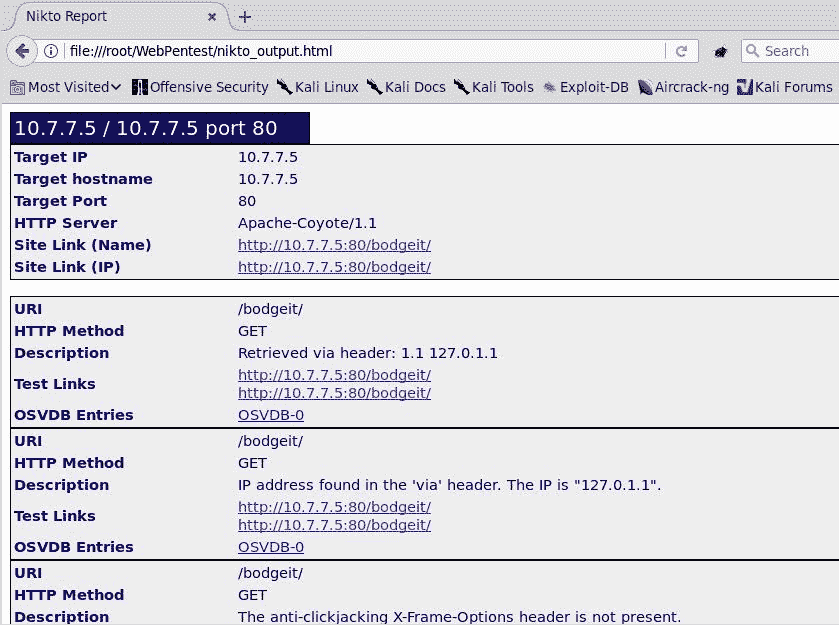 Nikto Report
file:///root/WebPentest/nikto_output.html
Search
Most Visited
Offensive Security
Kali Linux
Kali Docs
Kali Tools
Exploit-DB
Aircrack-ng
Kali Forums
10.7.7.5 / 10.7.7.5 port 80
Target IP 10.7.7.5
Target hostname 10.7.7.5
Target Port 80
HTTP Server Apache-Coyote/1.1
Site Link (Name) http://10.7.7.5:80/bodgeit/
Site Link (IP) http://10.7.7.5:80/bodgeit/
URI /bodgeit/
HTTP Method GET
Description Retrieved via header: 1.1 127.0.1.1
Test Links http://10.7.7.5:80/bodgeit/
http://10.7.7.5:80/bodgeit/
OSVDB Entries OSVDB-0
URI /bodgeit/
HTTP Method GET
Description IP address found in the 'via' header. The IP is "127.0.1.1".
Test Links http://10.7.7.5:80/bodgeit/
http://10.7.7.5:80/bodgeit/
OSVDB Entries OSVDB-0
URI /bodgeit/
HTTP Method GET
Description The anti-clickjacking X-Frame-Options header is not present.